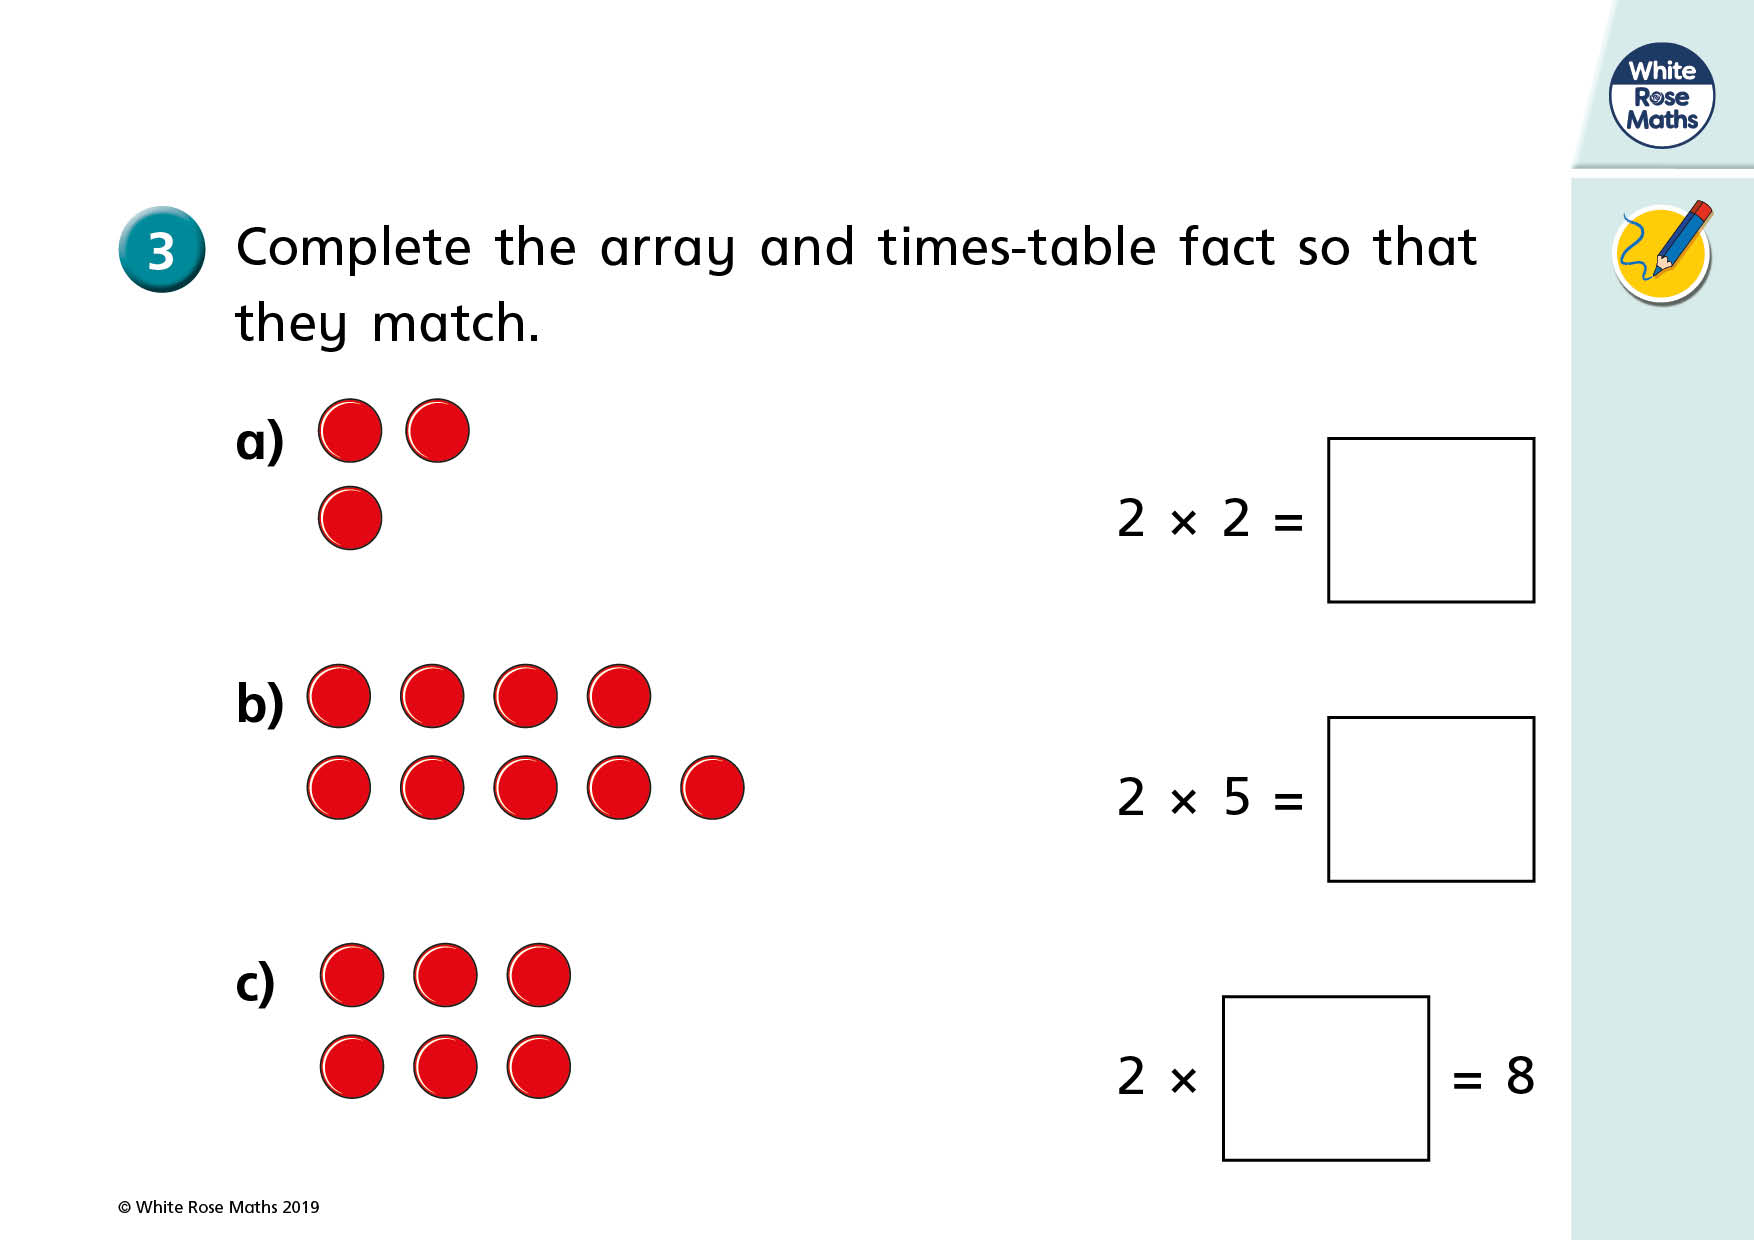 White
Rose
Maths
3 Complete the array and times-table fact so that
they match.
a)
2 × 2 =
b)
2 × 5 =
c)
2 × = 8
© White Rose Maths 2019